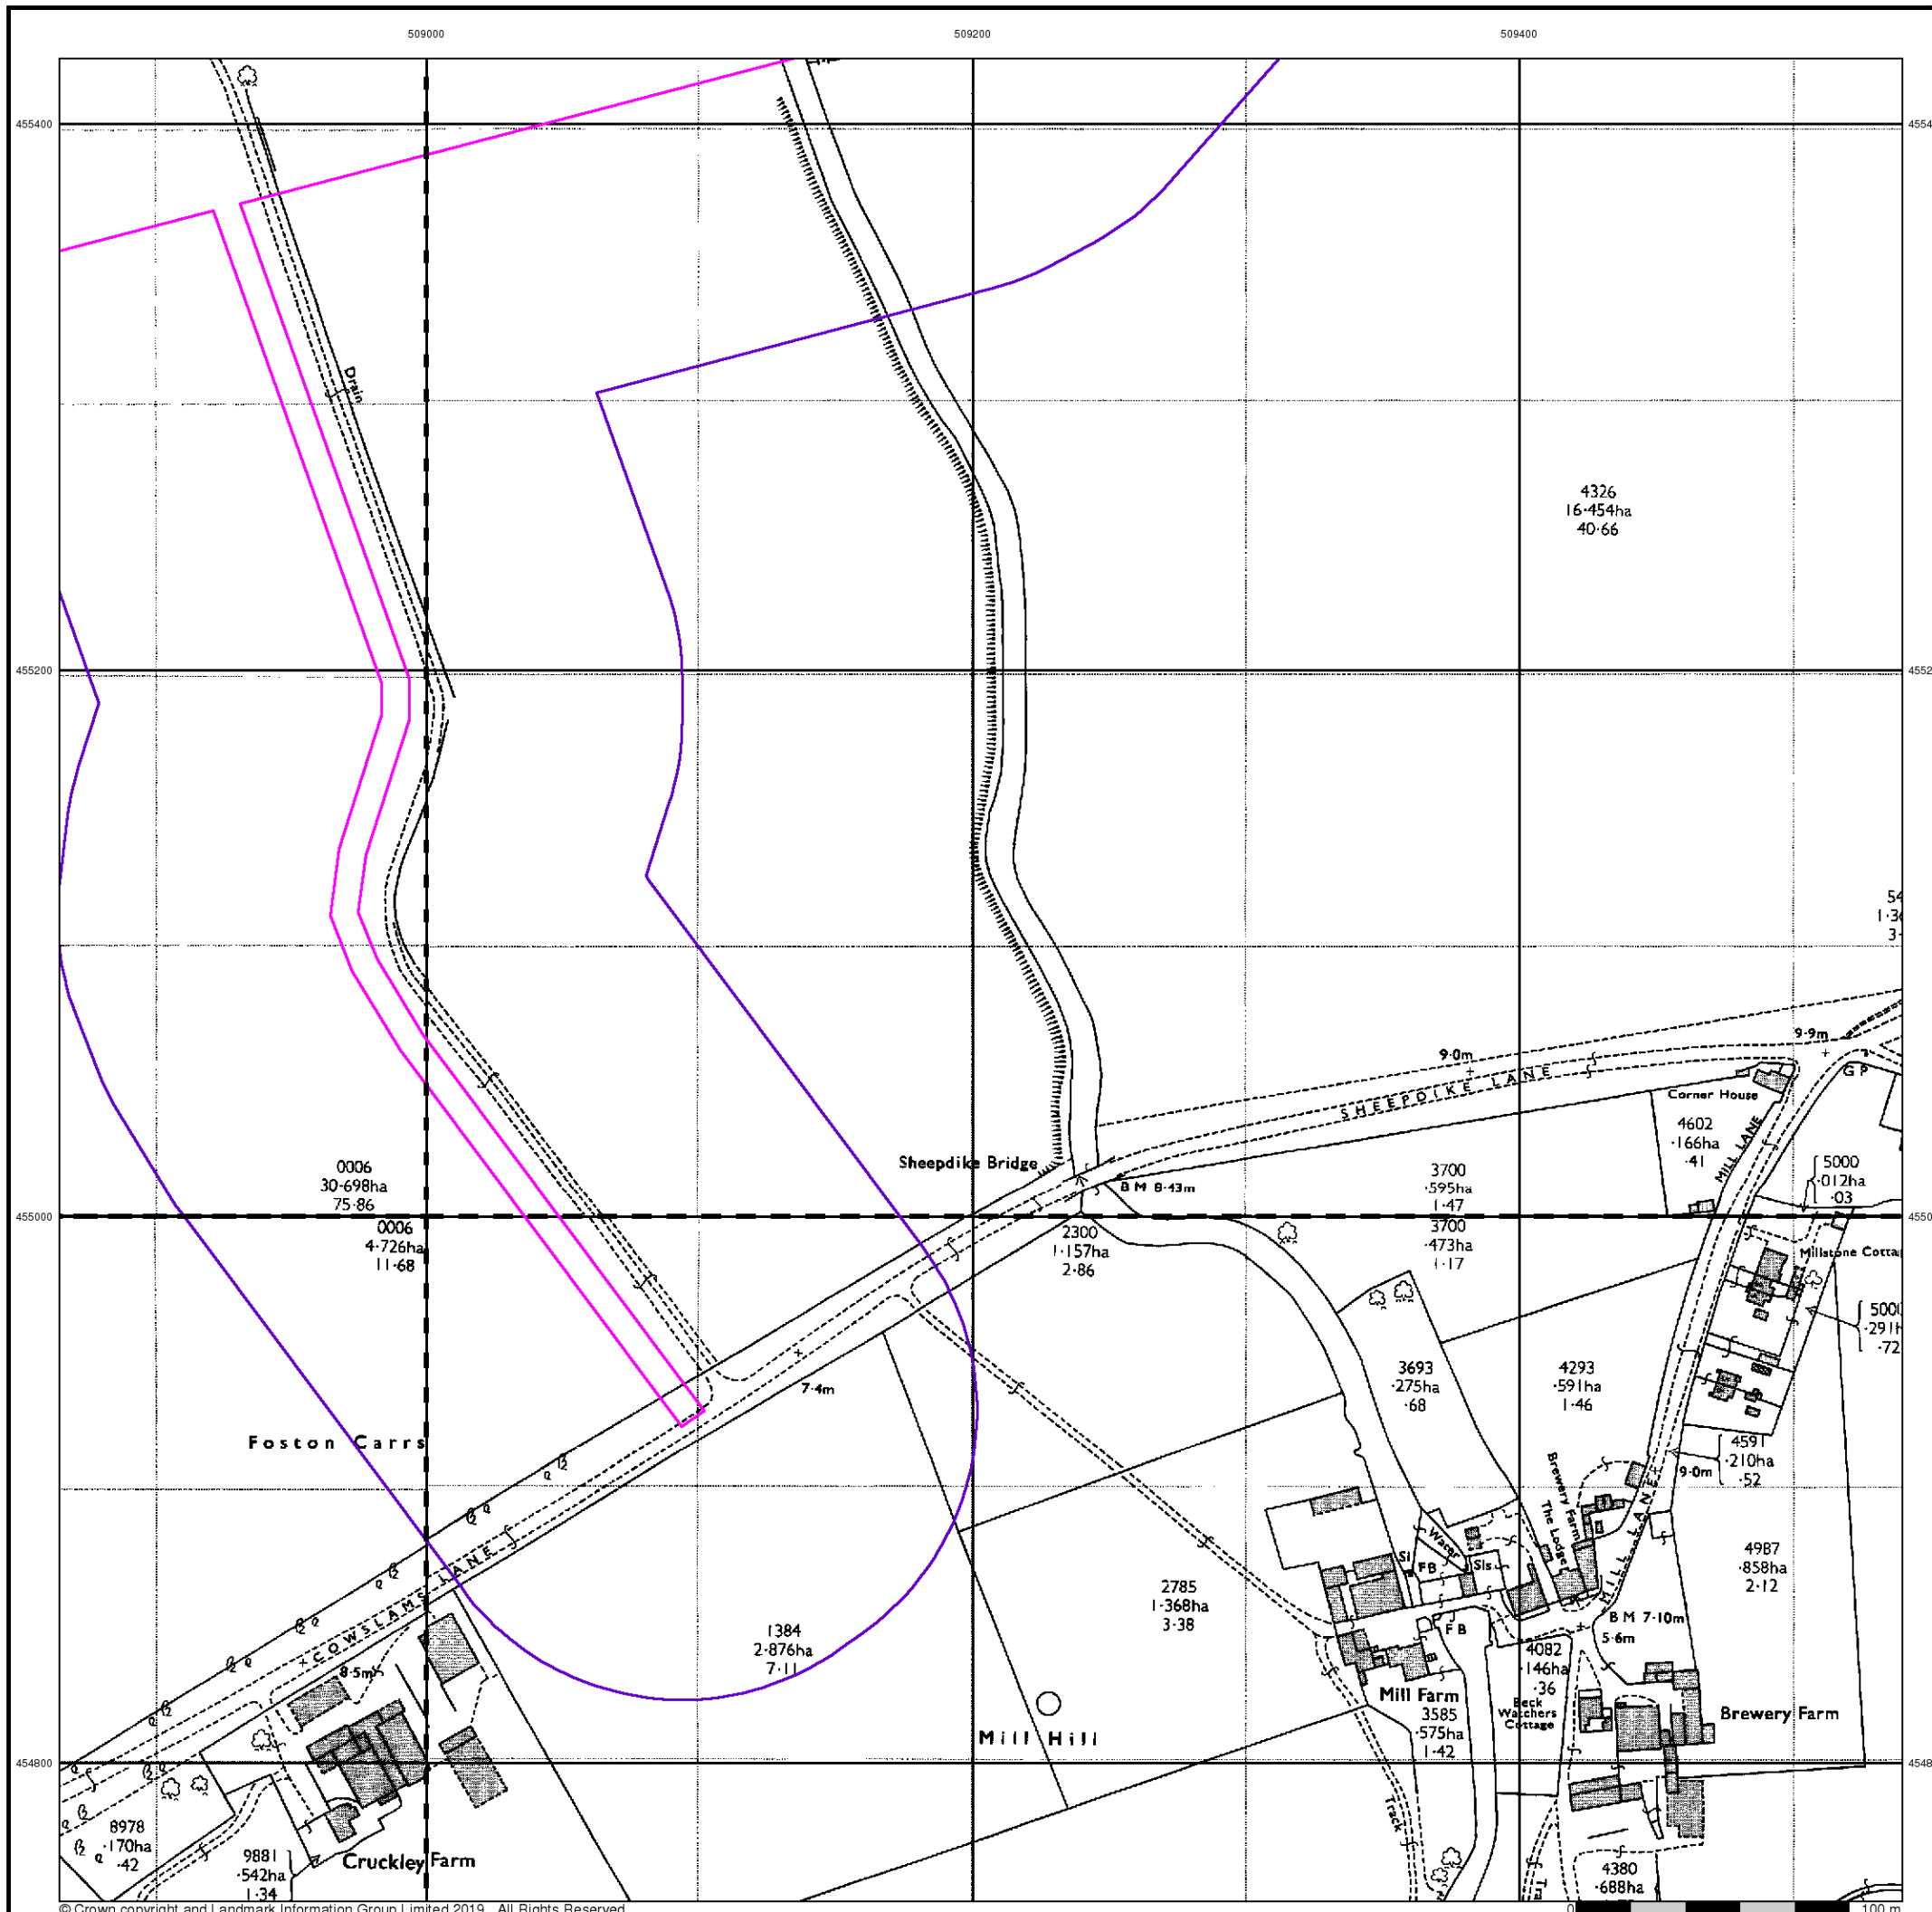 509000
509200
509400
455400
Drain
4326
16·454ha
40·66
455200
9·9m
9·0m
G P
SHEEPDIKE LANE
Corner House
4602
·166ha
·41
MILL LANE
Sheepdike Bridge
B M 8·43m
3700
·595ha
1·47
5000
·012ha
·03
0006
30·698ha
75·86
455000
0006
4·726ha
11·68
2300
1·157ha
2·86
3700
·473ha
1·17
3693
·275ha
·68
4293
·591ha
1·46
7·4m
Foston Carrs
4591
·210ha
·52
9·0m
Brewery Farm
The Lodge
MILL LANE
Water
Sl
FB
Sls
COWSLAMS LANE
8·5m
1384
2·876ha
7·11
2785
1·368ha
3·38
4987
·858ha
2·12
B M 7·10m
5·6m
F B
4082
·146ha
·36
Mill Farm
3585
·575ha
1·42
Beck
Watchers
Cottage
Brewery Farm
Mill Hill
454800
Track
8978
·170ha
·42
9881
·542ha
1·34
Cruckley Farm
4380
·688ha
© Crown copyright and Landmark Information Group Limited 2019. All Rights Reserved.
0
100 m